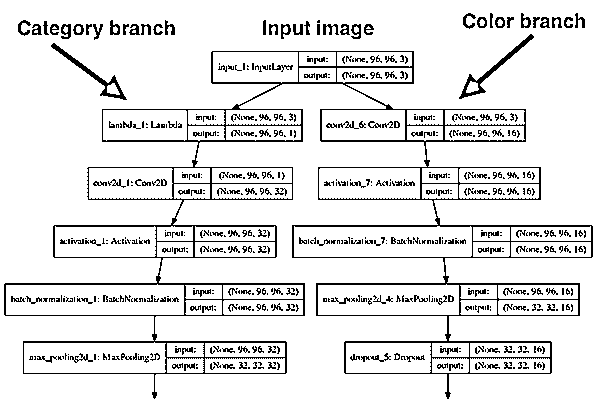 Category branch
Input image
Color branch
input_1: InputLayer
input: (None, 96, 96, 3)
output: (None, 96, 96, 3)
lambda_1: Lambda
input: (None, 96, 96, 3)
output: (None, 96, 96, 1)
conv2d_6: Conv2D
input: (None, 96, 96, 3)
output: (None, 96, 96, 16)
conv2d_1: Conv2D
input: (None, 96, 96, 1)
output: (None, 96, 96, 32)
activation_7: Activation
input: (None, 96, 96, 16)
output: (None, 96, 96, 16)
activation_1: Activation
input: (None, 96, 96, 32)
output: (None, 96, 96, 32)
batch_normalization_7: BatchNormalization
input: (None, 96, 96, 16)
output: (None, 96, 96, 16)
batch_normalization_1: BatchNormalization
input: (None, 96, 96, 32)
output: (None, 96, 96, 32)
max_pooling2d_4: MaxPooling2D
input: (None, 96, 96, 16)
output: (None, 32, 32, 16)
max_pooling2d_1: MaxPooling2D
input: (None, 96, 96, 32)
output: (None, 32, 32, 32)
dropout_5: Dropout
input: (None, 32, 32, 16)
output: (None, 32, 32, 16)